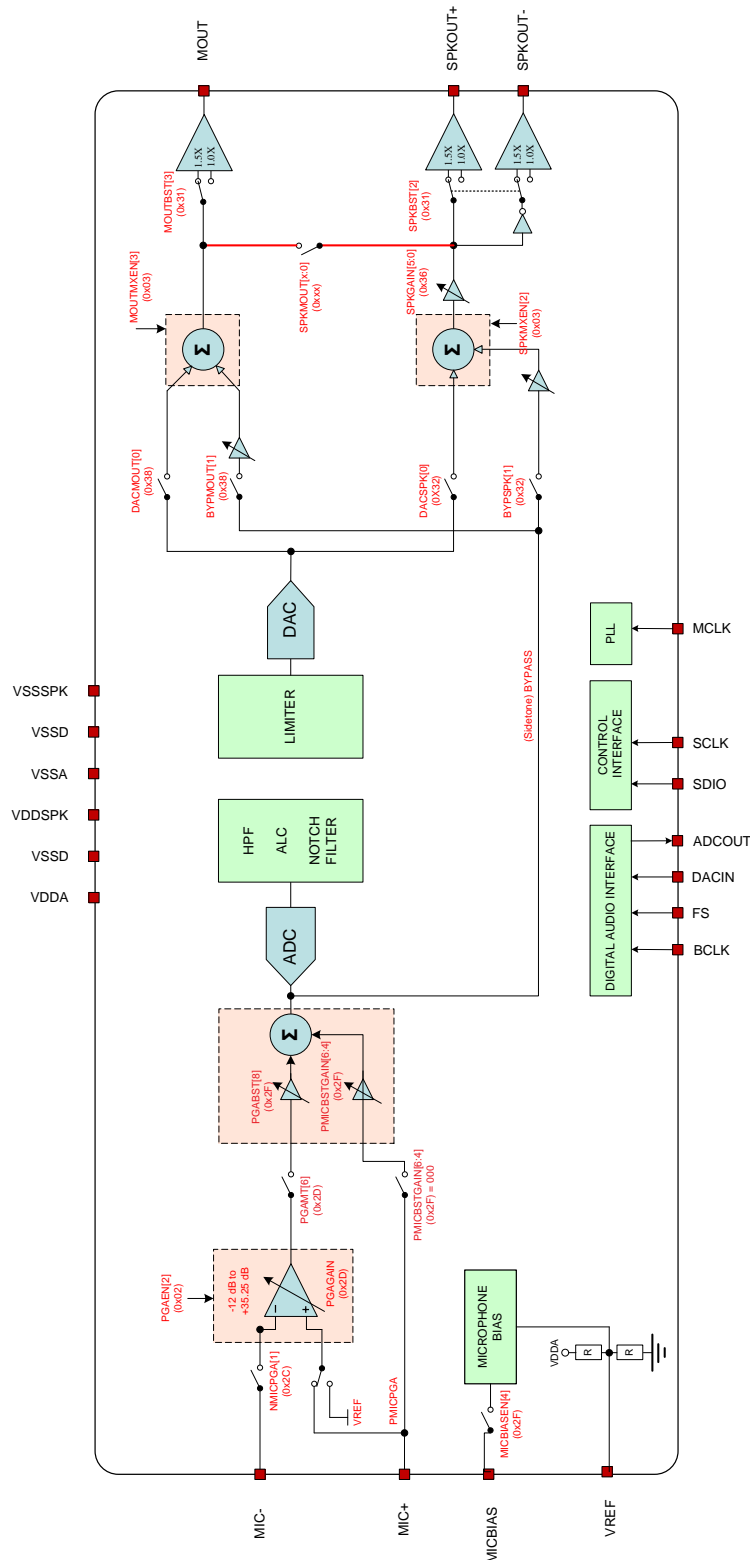 MOUT
SPKOUT+
SPKOUT-
1.5X
1.0X
1.5X
1.0X
1.5X
1.0X
MOUTBST[3]
(0x31)
SPKBST[2]
(0x31)
MOUTMXEN[3]
(0x03)
SPKMOUT[x:0]
(0xxx)
SPKGAIN[5:0]
(0x36)
SPKMXEN[2]
(0x03)
Σ
Σ
DACMOUT[0]
(0x38)
BYPMOUT[1]
(0x38)
DACSPK[0]
(0X32)
BYPSPK[1]
(0x32)
DAC
LIMITER
(Sidetone) BYPASS
HPF
ALC
NOTCH
FILTER
ADC
Σ
PGABST[8]
(0x2F)
PMICBSTGAIN[6:4]
(0x2F)
PGAMT[6]
(0x2D)
PMICBSTGAIN[6:4]
(0x2F) = 000
PGAEN[2]
(0x02)
-12 dB to
+35.25 dB
PGAGAIN
(0x2D)
NMICPGA[1]
(0x2C)
VREF
PMICPGA
MICROPHONE
BIAS
MICBIASEN[4]
(0x2F)
VDDA
R
R
MIC-
MIC+
MICBIAS
VREF
VSSSPK
VSSD
VSSA
VDDSPK
VSSD
VDDA
PLL
CONTROL
INTERFACE
DIGITAL AUDIO INTERFACE
MCLK
SCLK
SDIO
ADCOUT
DACIN
FS
BCLK